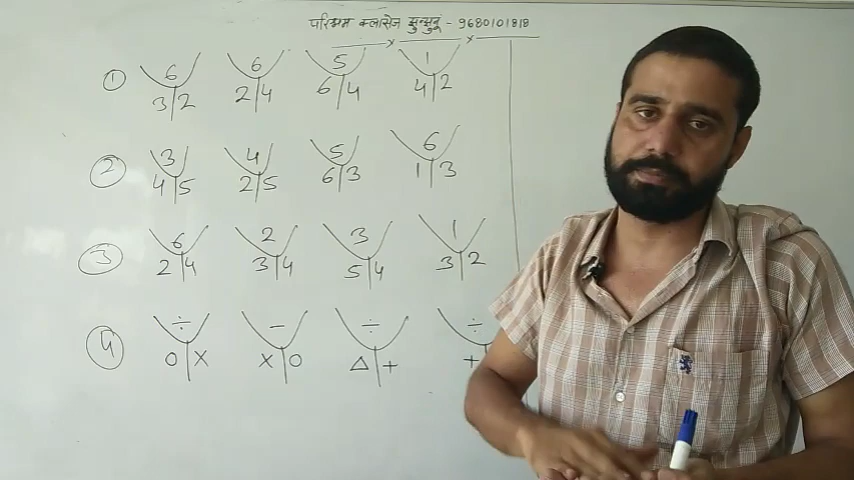 परिश्रम क्लासेज झुन्झुनूं - 9680101818
① 6 6 5 1
3 2 2 4 6 4 4 2
② 3 4 5 6
4 5 2 5 6 3 1 3
③ 6 2 3 1
2 4 3 4 5 4 3 2
④ ÷ − ÷ ÷
O X X O Δ + +